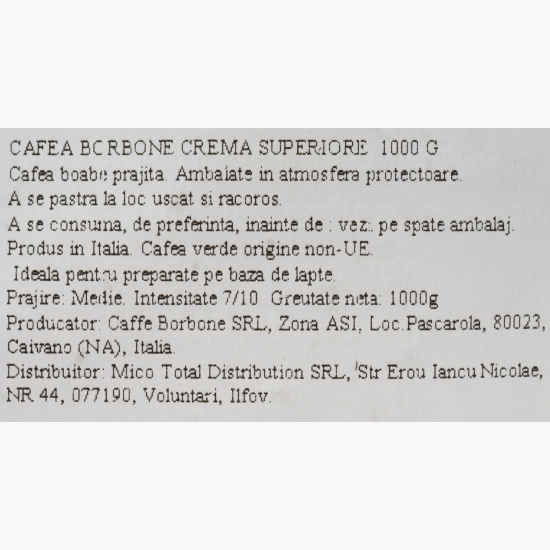 CAFEA BORBONE CREMA SUPERIORE 1000 G
Cafea boabe prajita. Ambalate in atmosfera protectoare.
A se pastra la loc uscat si racoros.
A se consuma, de preferinta, inainte de : vezi: pe spate ambalaj.
Produs in Italia. Cafea verde origine non-UE.
Ideala pentru preparate pe baza de lapte.
Prajire: Medie. Intensitate 7/10 Greutate neta: 1000g
Producator: Caffe Borbone SRL, Zona ASI, Loc.Pascarola, 80023,
Caivano (NA), Italia.
Distribuitor: Mico Total Distribution SRL, Str Erou Iancu Nicolae,
NR 44, 077190, Voluntari, Ilfov.